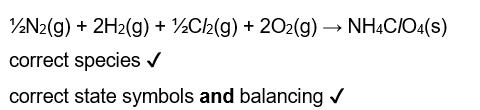 ½N₂(g) + 2H₂(g) + ½Cl₂(g) + 2O₂(g) → NH₄ClO₄(s)
correct species ✓
correct state symbols and balancing ✓